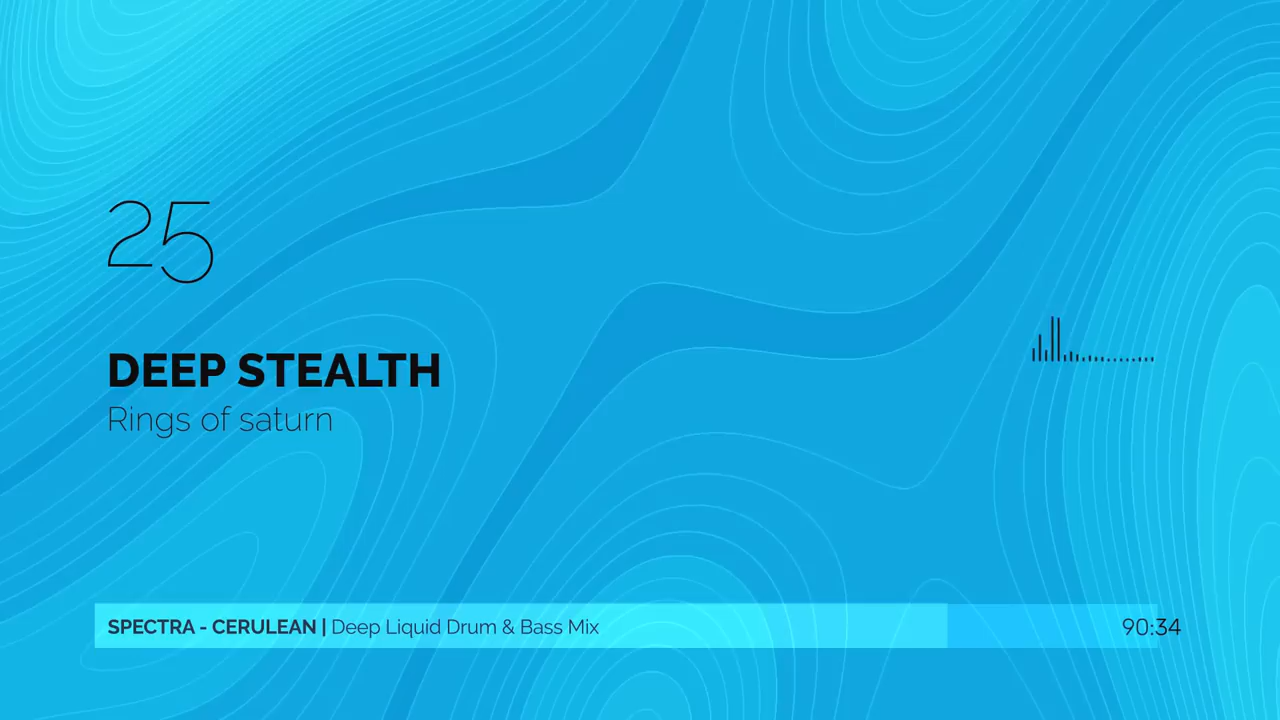 25
DEEP STEALTH
Rings of saturn
SPECTRA - CERULEAN | Deep Liquid Drum & Bass Mix
90:34